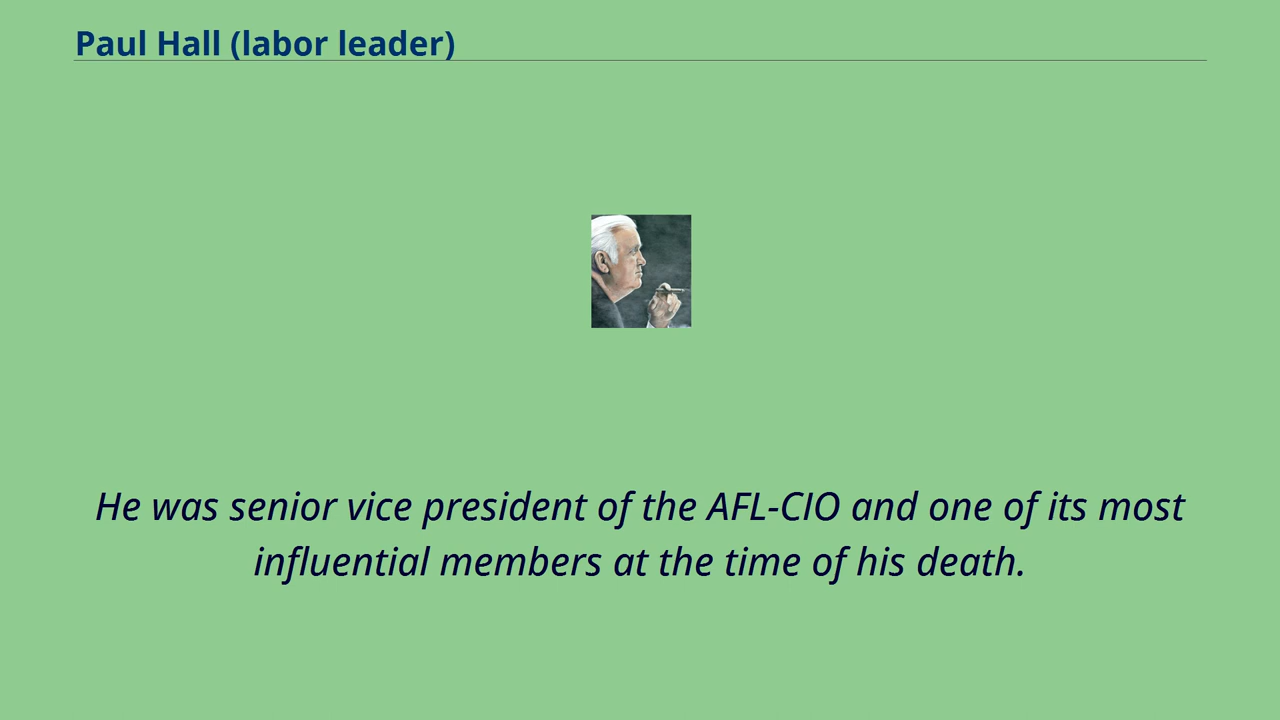 Paul Hall (labor leader)
He was senior vice president of the AFL-CIO and one of its most
influential members at the time of his death.